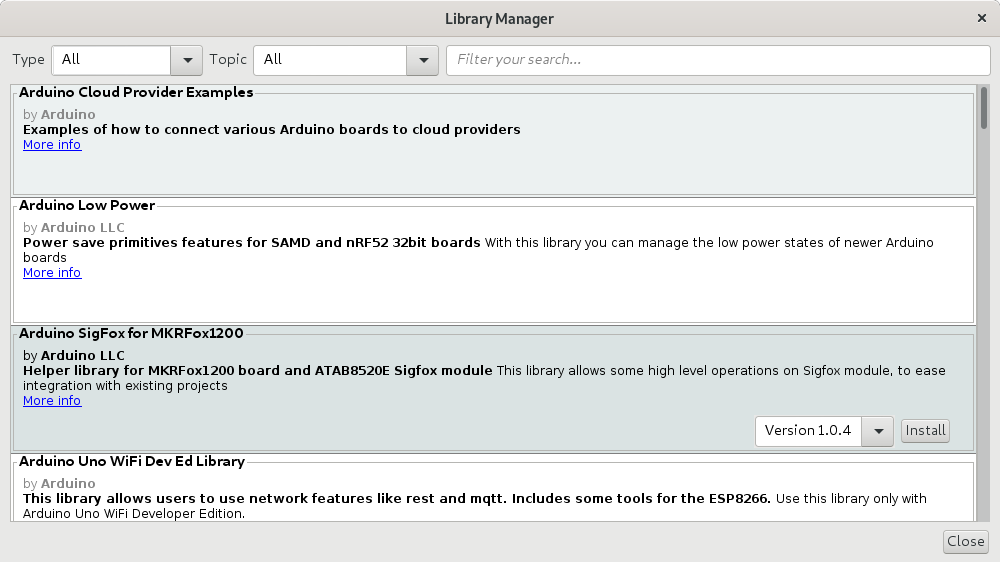 Library Manager
Type All Topic All Filter your search...
Arduino Cloud Provider Examples
by Arduino
Examples of how to connect various Arduino boards to cloud providers
More info
Arduino Low Power
by Arduino LLC
Power save primitives features for SAMD and nRF52 32bit boards With this library you can manage the low power states of newer Arduino
boards
More info
Arduino SigFox for MKRFox1200
by Arduino LLC
Helper library for MKRFox1200 board and ATAB8520E Sigfox module This library allows some high level operations on Sigfox module, to ease
integration with existing projects
More info
Version 1.0.4 Install
Arduino Uno WiFi Dev Ed Library
by Arduino
This library allows users to use network features like rest and mqtt. Includes some tools for the ESP8266. Use this library only with
Arduino Uno WiFi Developer Edition.
Close